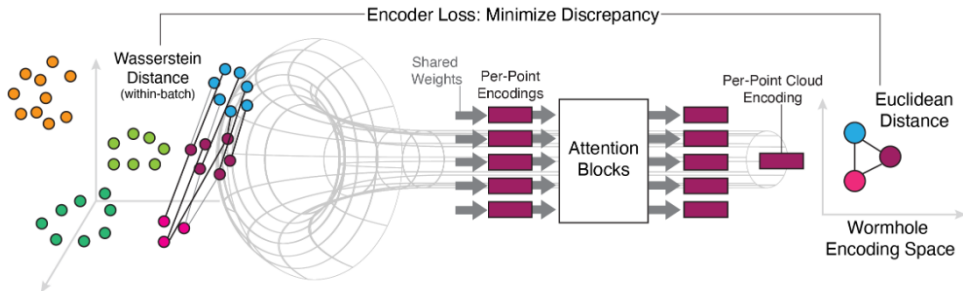 Encoder Loss: Minimize Discrepancy
Wasserstein
Distance
(within-batch)
Shared
Weights
Per-Point
Encodings
Attention
Blocks
Per-Point Cloud
Encoding
Euclidean
Distance
Wormhole
Encoding Space